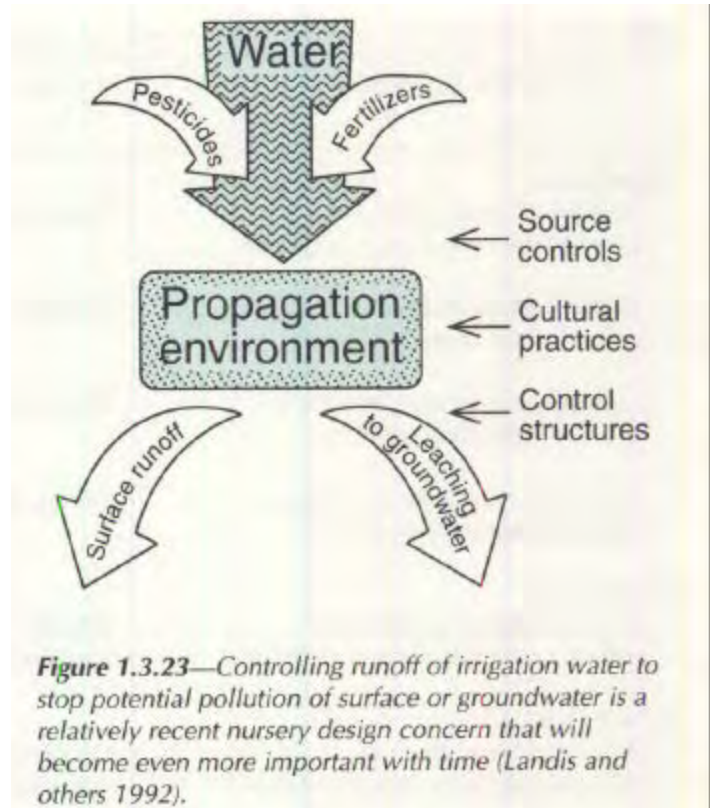 Water
Pesticides
Fertilizers
Source
controls
Propagation
environment
Cultural
practices
Control
structures
Surface runoff
Leaching
to groundwater
Figure 1.3.23—Controlling runoff of irrigation water to
stop potential pollution of surface or groundwater is a
relatively recent nursery design concern that will
become even more important with time (Landis and
others 1992).